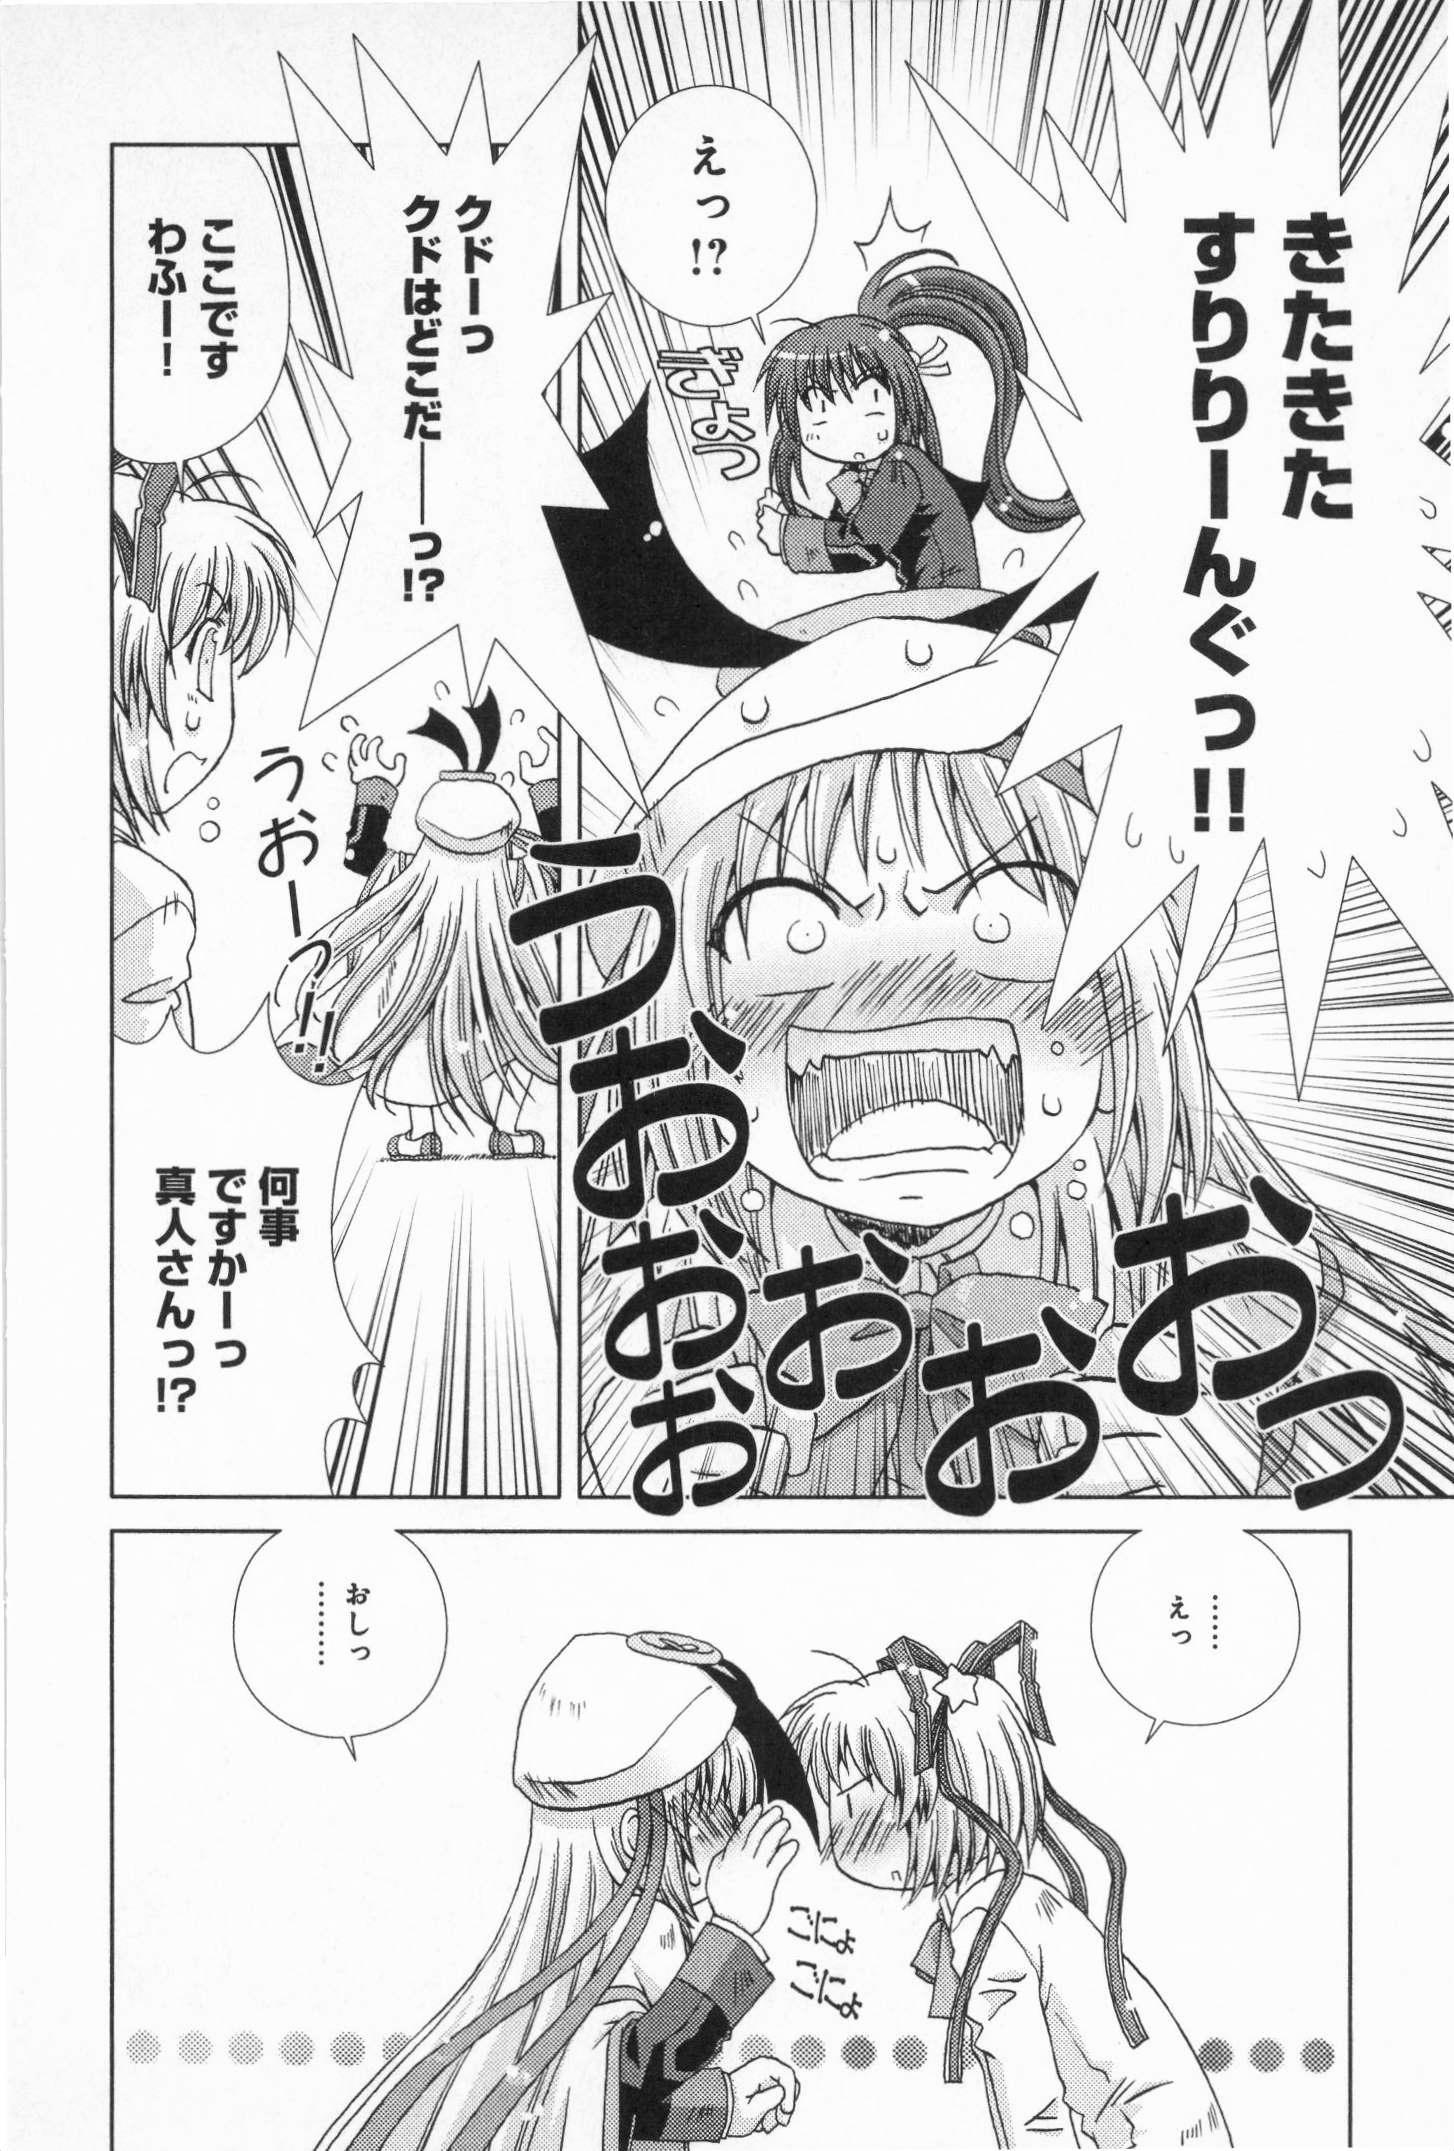 きたきた
すりりーんぐっ!!
えっ!?
ぎょっ
うおおおおおおっ
クドーっ
クドはどこだ――っ!?
ここです
わふー!
うおーっ!!
何事
ですかーっ
真人さんっ!?
……
えっ
おしっ
………
ごにょ
ごにょ